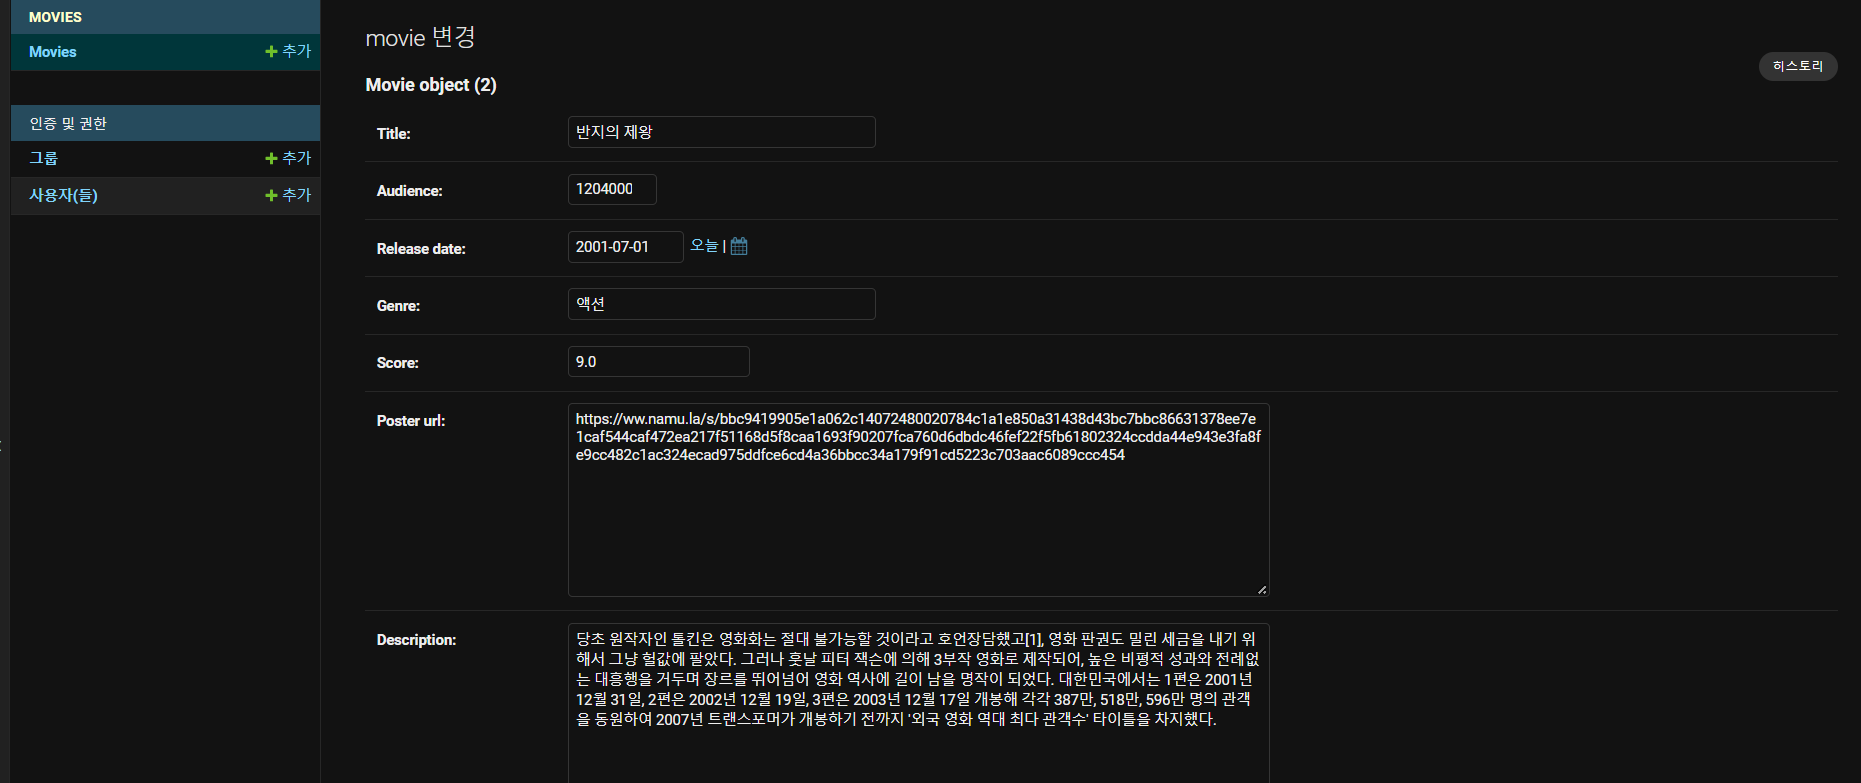 MOVIES
Movies
추가
인증 및 권한
그룹
추가
사용자(들)
추가
movie 변경
히스토리
Movie object (2)
Title:
반지의 제왕
Audience:
1204000
Release date:
2001-07-01
오늘 |
Genre:
액션
Score:
9.0
Poster url:
https://ww.namu.la/s/bbc9419905e1a062c14072480020784c1a1e850a31438d43bc7bbc86631378ee7e
1caf544caf472ea217f51168d5f8caa1693f90207fca760d6dbdc46fef22f5fb61802324ccdda44e943e3fa8f
e9cc482c1ac324ecad975ddfce6cd4a36bbcc34a179f91cd5223c703aac6089ccc454
Description:
당초 원작자인 톨킨은 영화화는 절대 불가능할 것이라고 호언장담했고[1], 영화 판권도 밀린 세금을 내기 위
해서 그냥 헐값에 팔았다. 그러나 훗날 피터 잭슨에 의해 3부작 영화로 제작되어, 높은 비평적 성과와 전례없
는 대흥행을 거두며 장르를 뛰어넘어 영화 역사에 길이 남을 명작이 되었다. 대한민국에서는 1편은 2001년
12월 31일, 2편은 2002년 12월 19일, 3편은 2003년 12월 17일 개봉해 각각 387만, 518만, 596만 명의 관객
을 동원하여 2007년 트랜스포머가 개봉하기 전까지 '외국 영화 역대 최다 관객수' 타이틀을 차지했다.